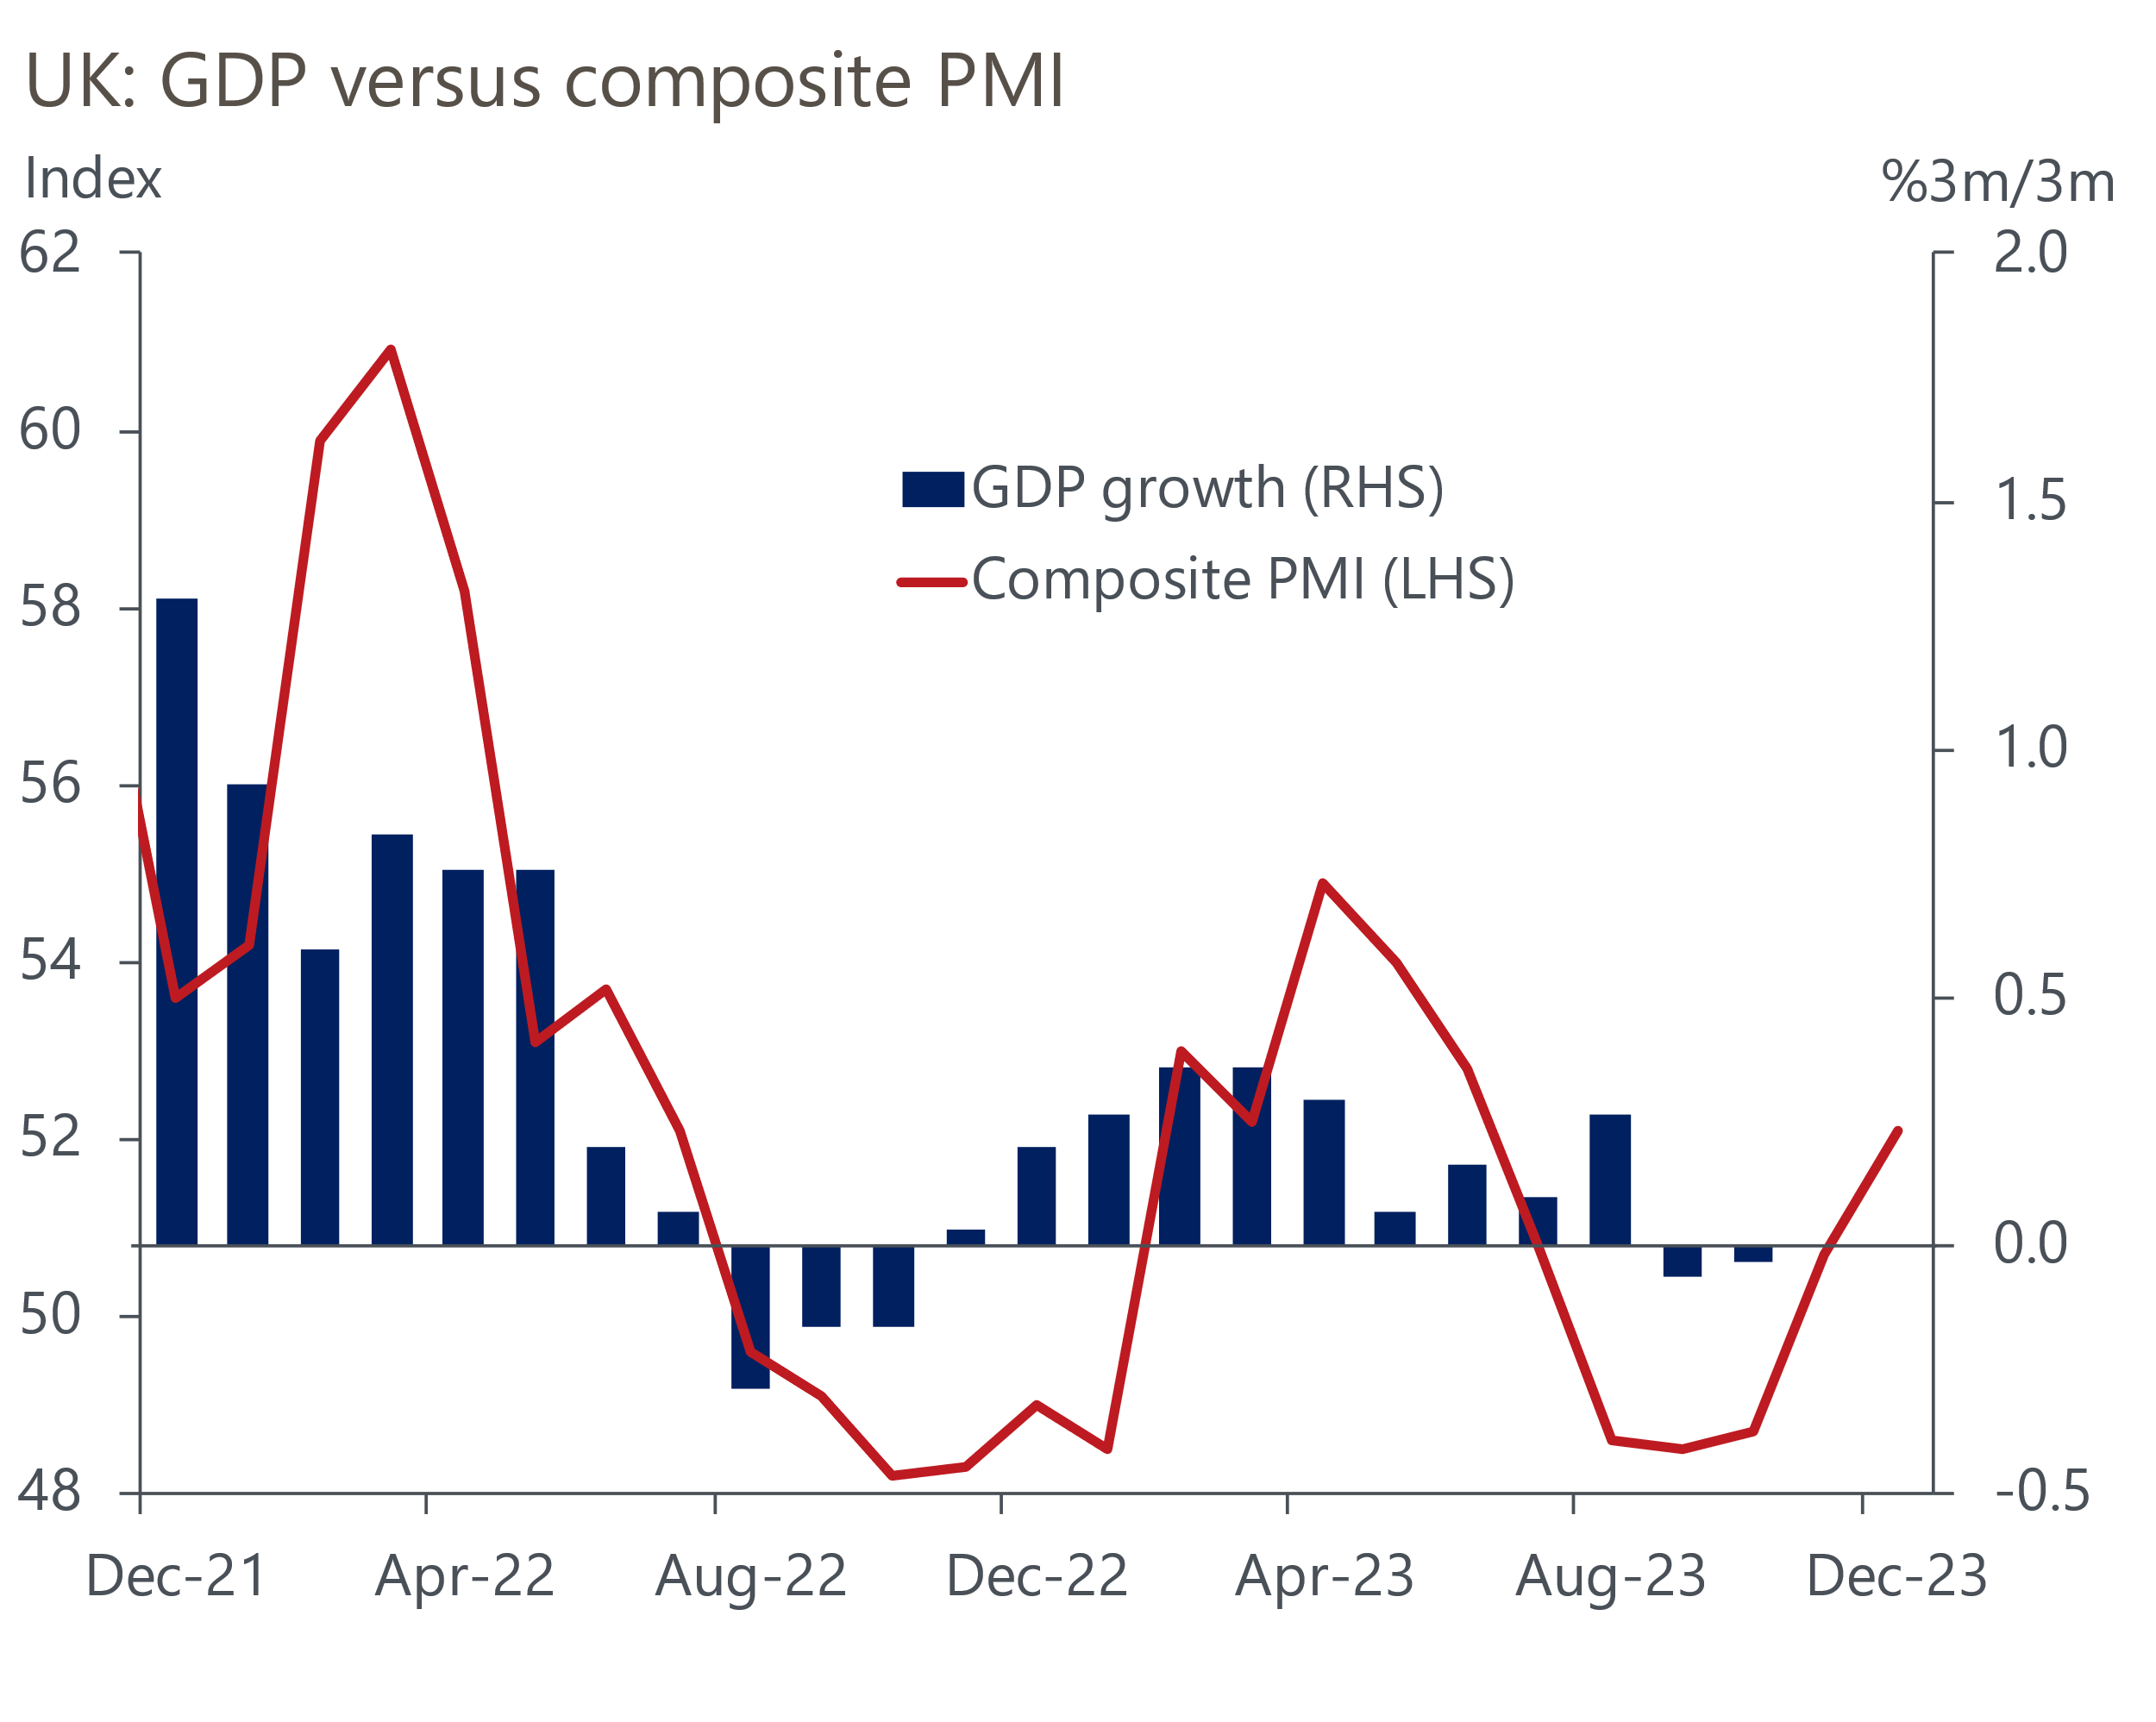 UK: GDP versus composite PMI
Index
%3m/3m
62
2.0
60
GDP growth (RHS)
1.5
Composite PMI (LHS)
58
56
1.0
54
0.5
52
0.0
50
48
-0.5
Dec-21 Apr-22 Aug-22 Dec-22 Apr-23 Aug-23 Dec-23